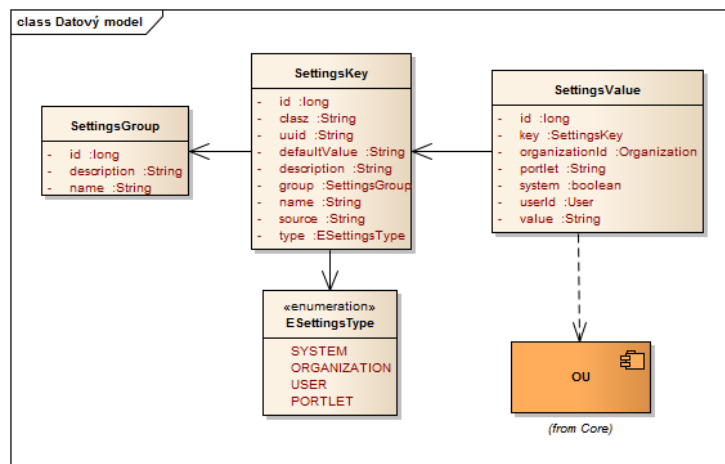 class Datový model
SettingsGroup
- id :long
- description :String
- name :String
SettingsKey
- id :long
- clasz :String
- uuid :String
- defaultValue :String
- description :String
- group :SettingsGroup
- name :String
- source :String
- type :ESettingsType
SettingsValue
- id :long
- key :SettingsKey
- organizationId :Organization
- portlet :String
- system :boolean
- userId :User
- value :String
«enumeration»
ESettingsType
SYSTEM
ORGANIZATION
USER
PORTLET
OU
(from Core)